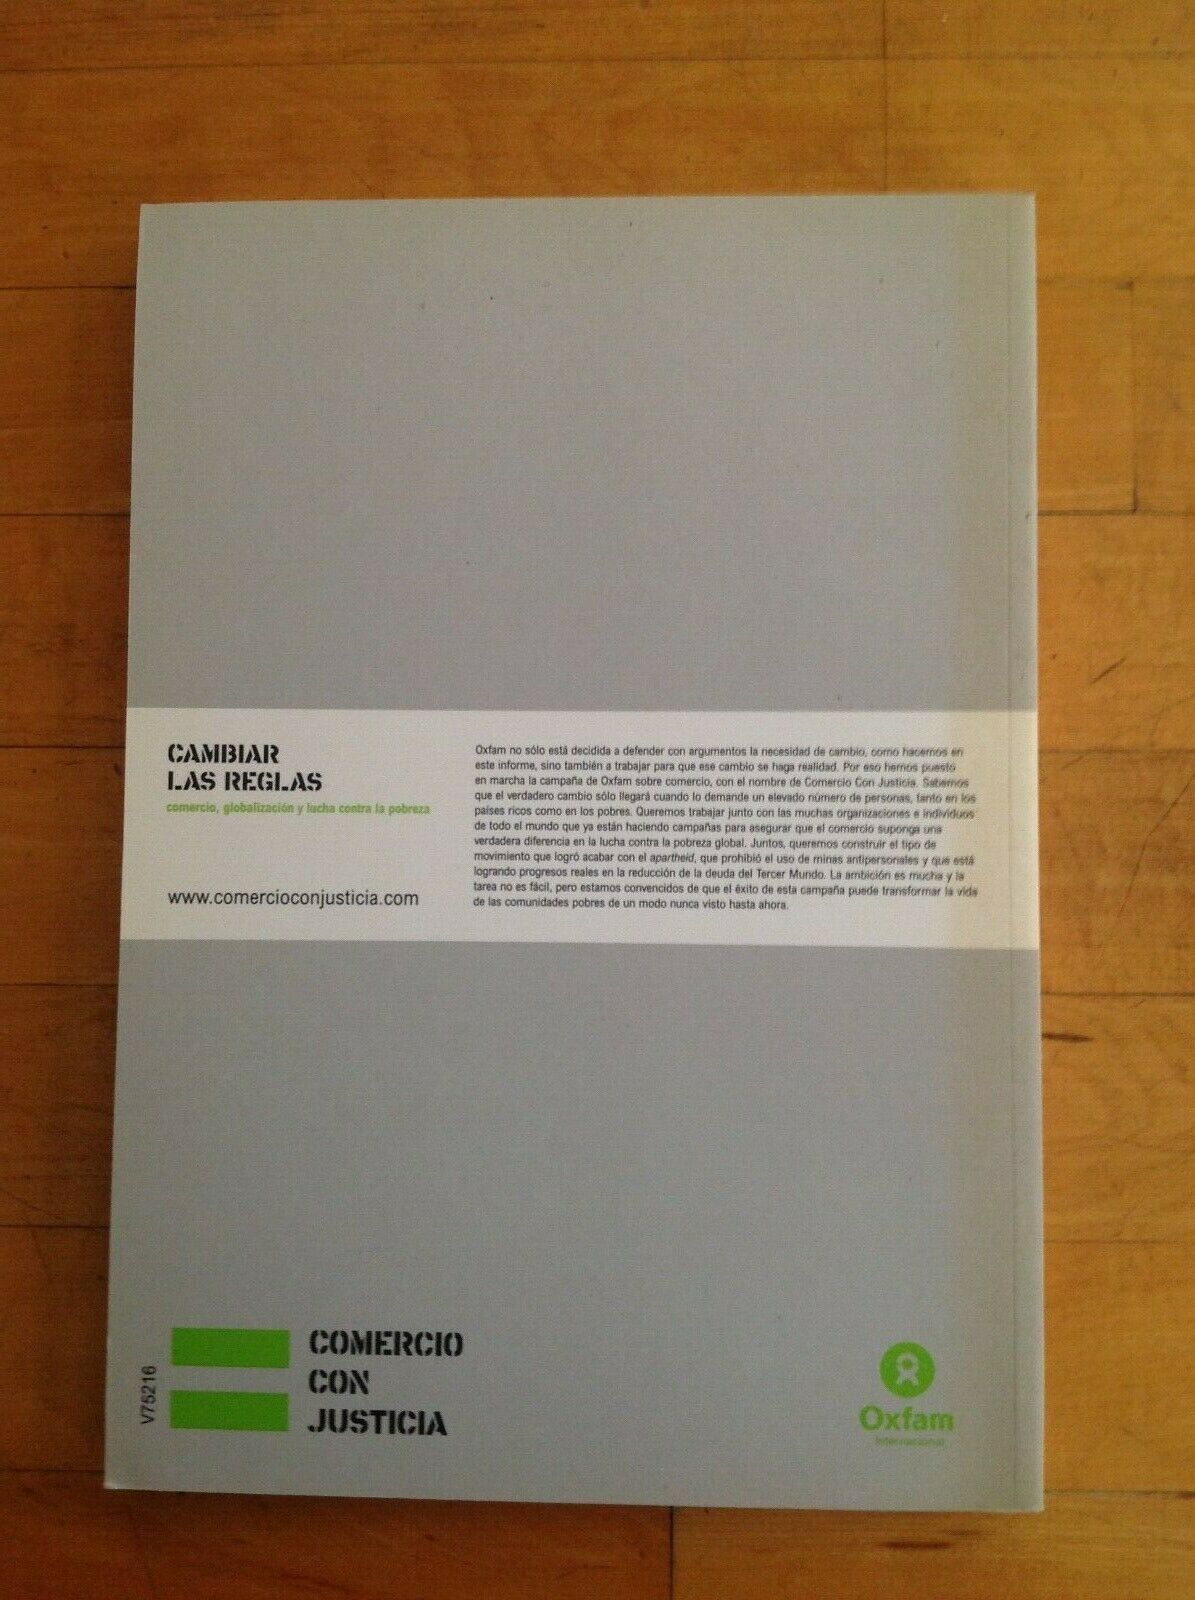 CAMBIAR
LAS REGLAS
comercio, globalización y lucha contra la pobreza
www.comercioconjusticia.com
Oxfam no sólo está decidida a defender con argumentos la necesidad de cambio, como hacemos en
este informe, sino también a trabajar para que ese cambio se haga realidad. Por eso hemos puesto
en marcha la campaña de Oxfam sobre comercio, con el nombre de Comercio Con Justicia. Sabemos
que el verdadero cambio sólo llegará cuando lo demande un elevado número de personas, tanto en los
países ricos como en los pobres. Queremos trabajar junto con las muchas organizaciones e individuos
de todo el mundo que ya están haciendo campañas para asegurar que el comercio suponga una
verdadera diferencia en la lucha contra la pobreza global. Juntos, queremos construir el tipo de
movimiento que logró acabar con el apartheid, que prohibió el uso de minas antipersonales y que está
logrando progresos reales en la reducción de la deuda del Tercer Mundo. La ambición es mucha y la
tarea no es fácil, pero estamos convencidos de que el éxito de esta campaña puede transformar la vida
de las comunidades pobres de un modo nunca visto hasta ahora.
V75216
COMERCIO
CON
JUSTICIA
Oxfam
Internacional